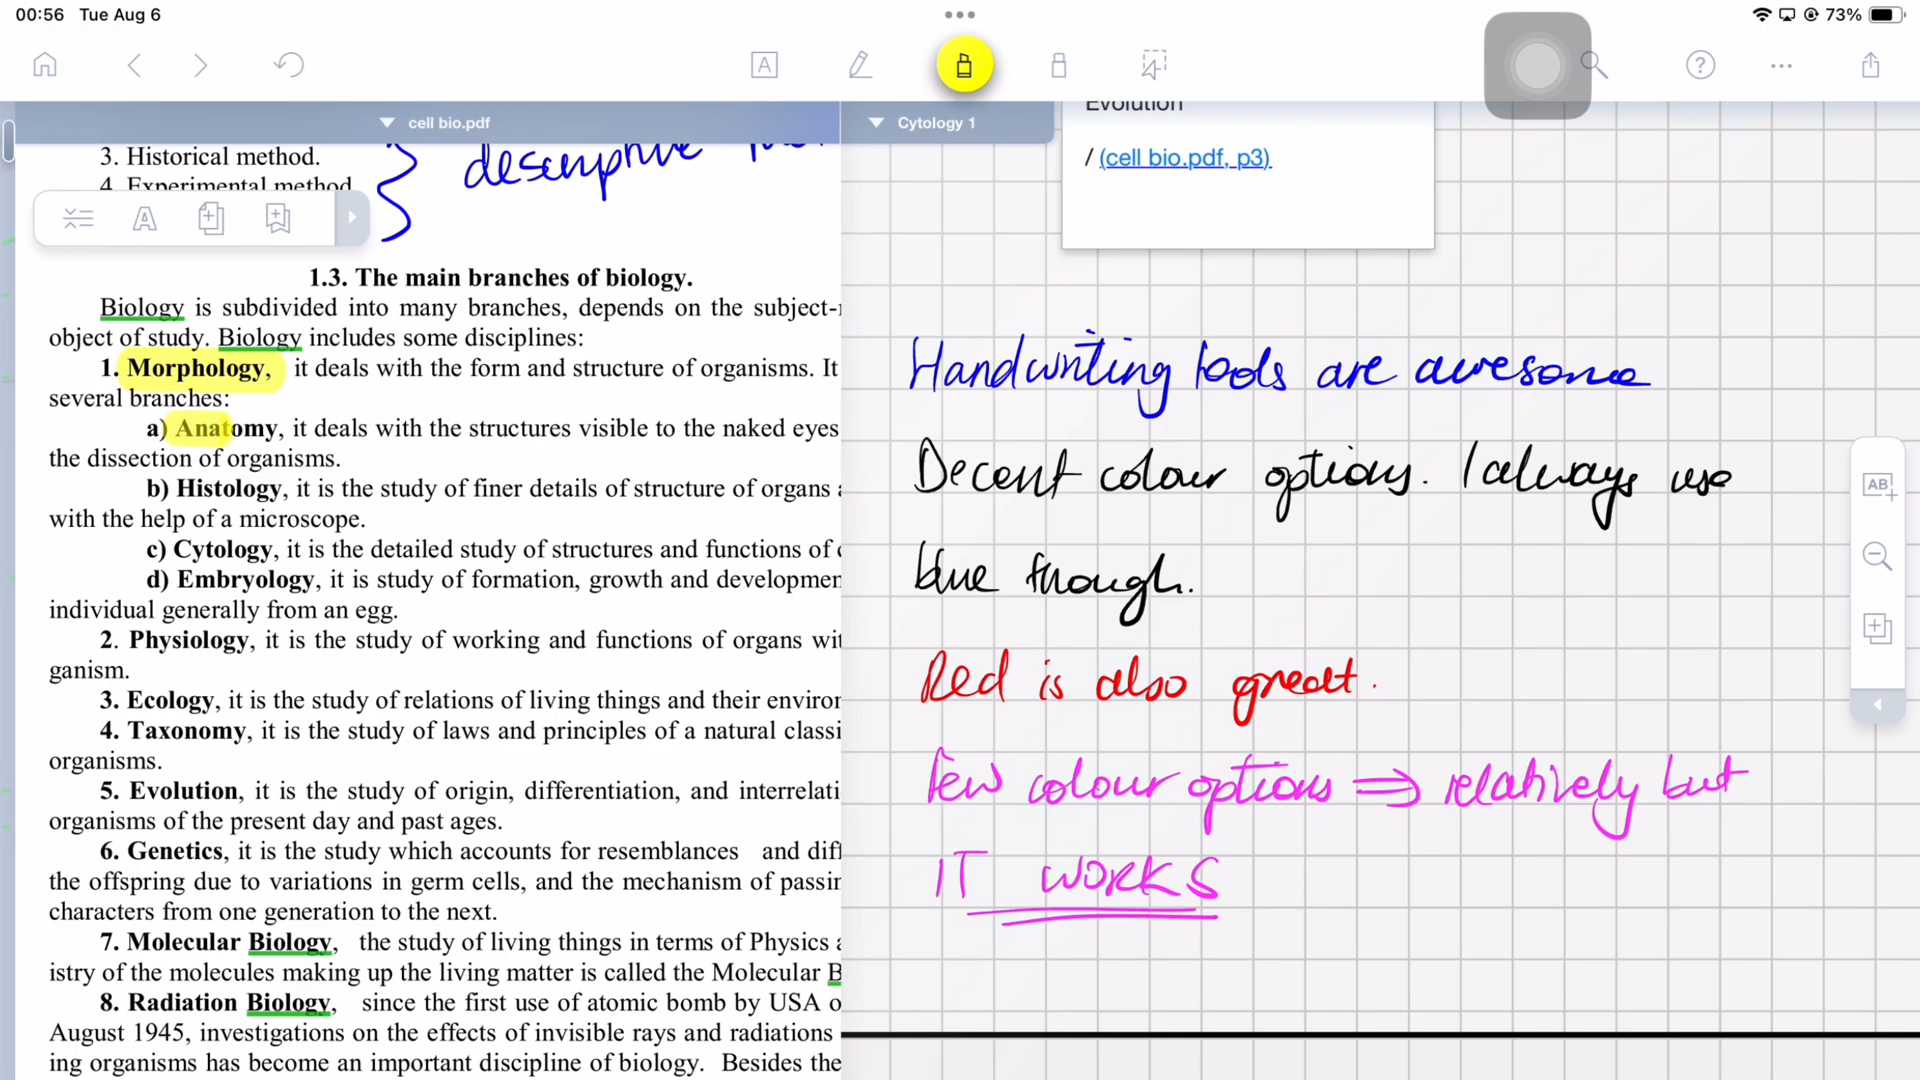 00:56 Tue Aug 6
73%
A
cell bio.pdf
Cytology 1
3. Historical method.
4. Experimental method
descriptive
A
1.3. The main branches of biology.
Biology is subdivided into many branches, depends on the subject-
object of study. Biology includes some disciplines:
1. Morphology, it deals with the form and structure of organisms. It
several branches:
a) Anatomy, it deals with the structures visible to the naked eyes
the dissection of organisms.
b) Histology, it is the study of finer details of structure of organs
with the help of a microscope.
c) Cytology, it is the detailed study of structures and functions of
d) Embryology, it is study of formation, growth and developmen
individual generally from an egg.
2. Physiology, it is the study of working and functions of organs wit
ganism.
3. Ecology, it is the study of relations of living things and their environ
4. Taxonomy, it is the study of laws and principles of a natural classi
organisms.
5. Evolution, it is the study of origin, differentiation, and interrelati
organisms of the present day and past ages.
6. Genetics, it is the study which accounts for resemblances and diff
the offspring due to variations in germ cells, and the mechanism of passin
characters from one generation to the next.
7. Molecular Biology, the study of living things in terms of Physics
istry of the molecules making up the living matter is called the Molecular B
8. Radiation Biology, since the first use of atomic bomb by USA o
August 1945, investigations on the effects of invisible rays and radiations
ing organisms has become an important discipline of biology. Besides the
Evolution
/ (cell bio.pdf, p3)
Handwriting tools are awesome
Decent colour options. I always use
blue though.
Red is also great.
Few colour options ⇒ relatively but
IT WORKS
AB